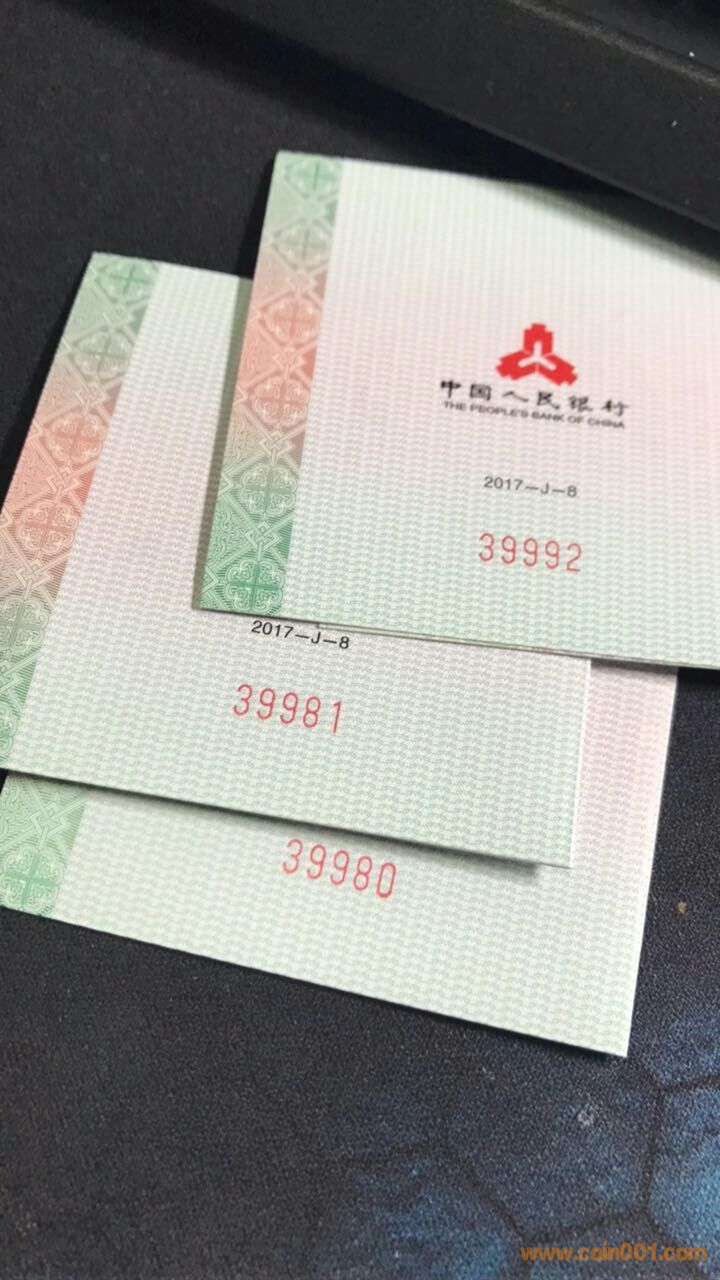 中国人民银行
THE PEOPLE'S BANK OF CHINA
2017-J-8
39992
2017-J-8
39981
39980
www.coin001.com